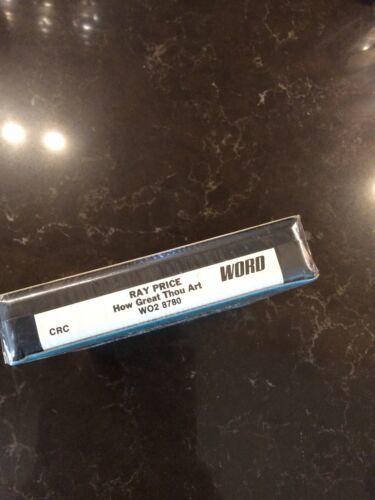 RAY PRICE
How Great Thou Art
WO2 8780
WORD
CRC